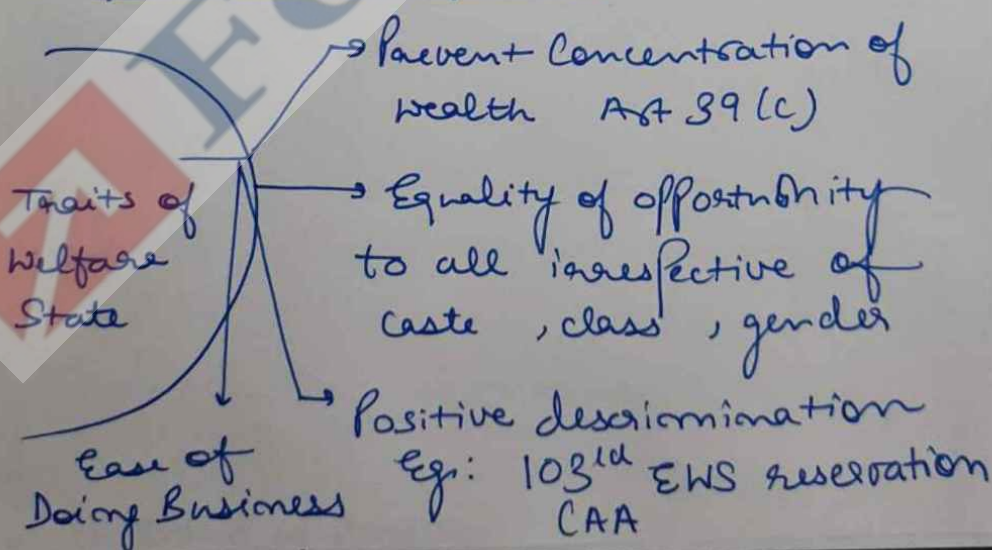 Prevent Concentration of
wealth Art 39 (c)
Traits of
Welfare
State
Equality of opportunity
to all irrespective of
caste, class, gender
Positive descrimination
Eg: 103rd EWS reservation
CAA
Ease of
Doing Business